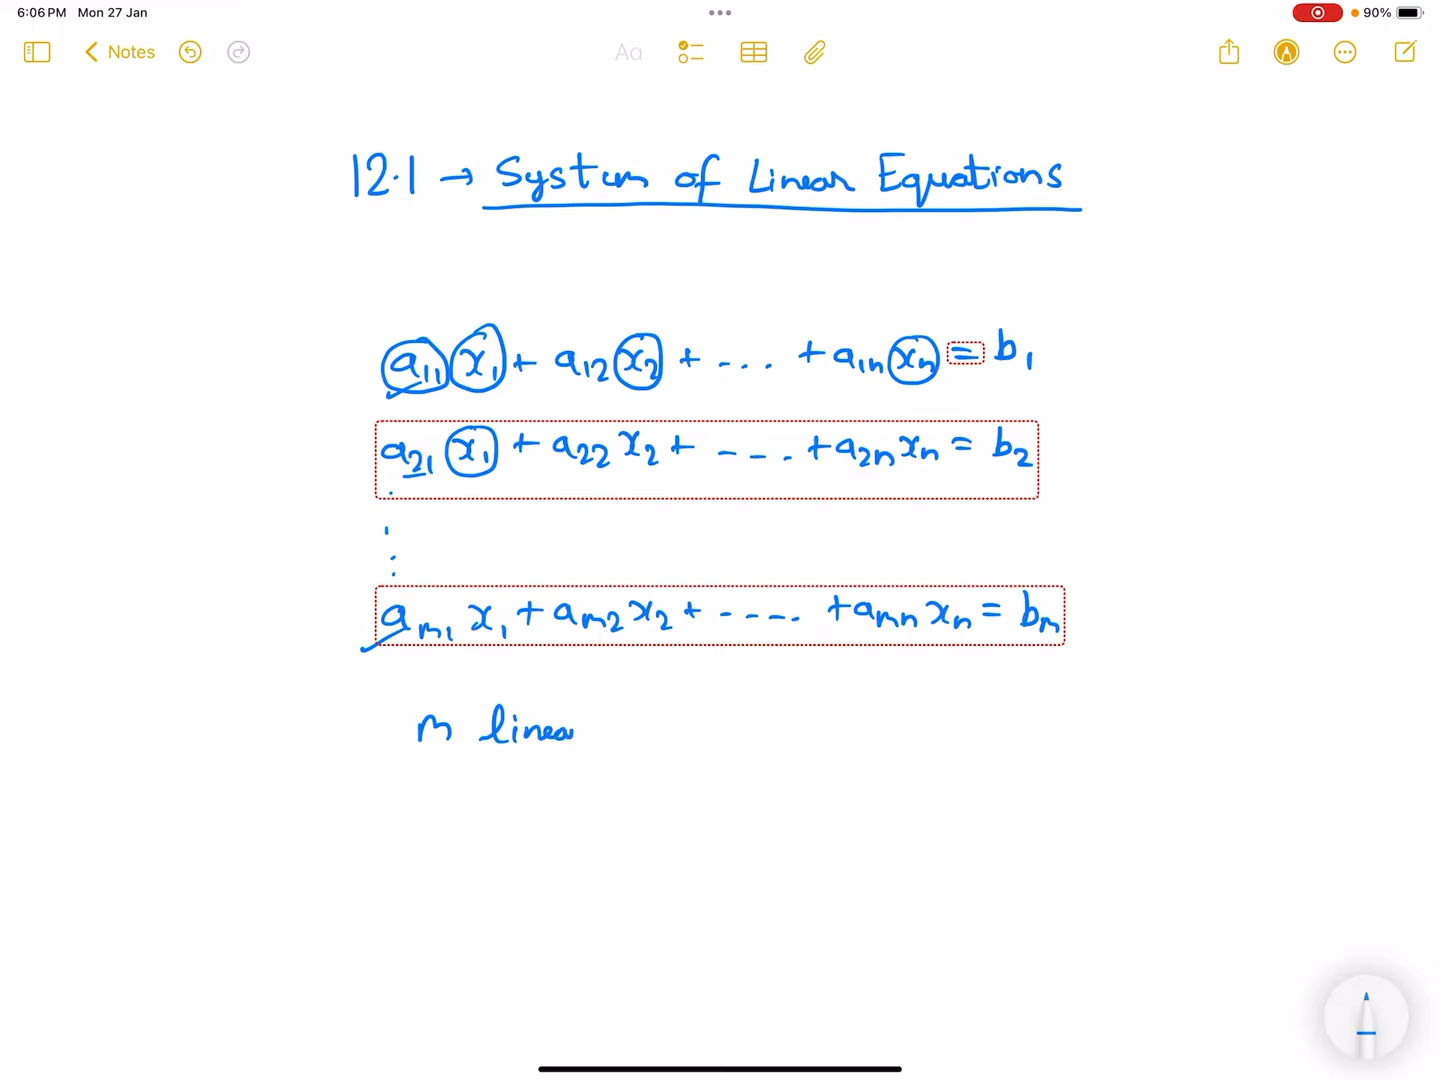 6:06 PM Mon 27 Jan 90%
Notes Aa
12.1 → System of Linear Equations
a₁₁ x₁ + a₁₂ x₂ + .... + a₁ₙ xₙ = b₁
a₂₁ x₁ + a₂₂ x₂ + - - - . + a₂ₙ xₙ = b₂
⋮
aₘ₁ x₁ + aₘ₂ x₂ + - - - - . + aₘₙ xₙ = bₘ
m linea